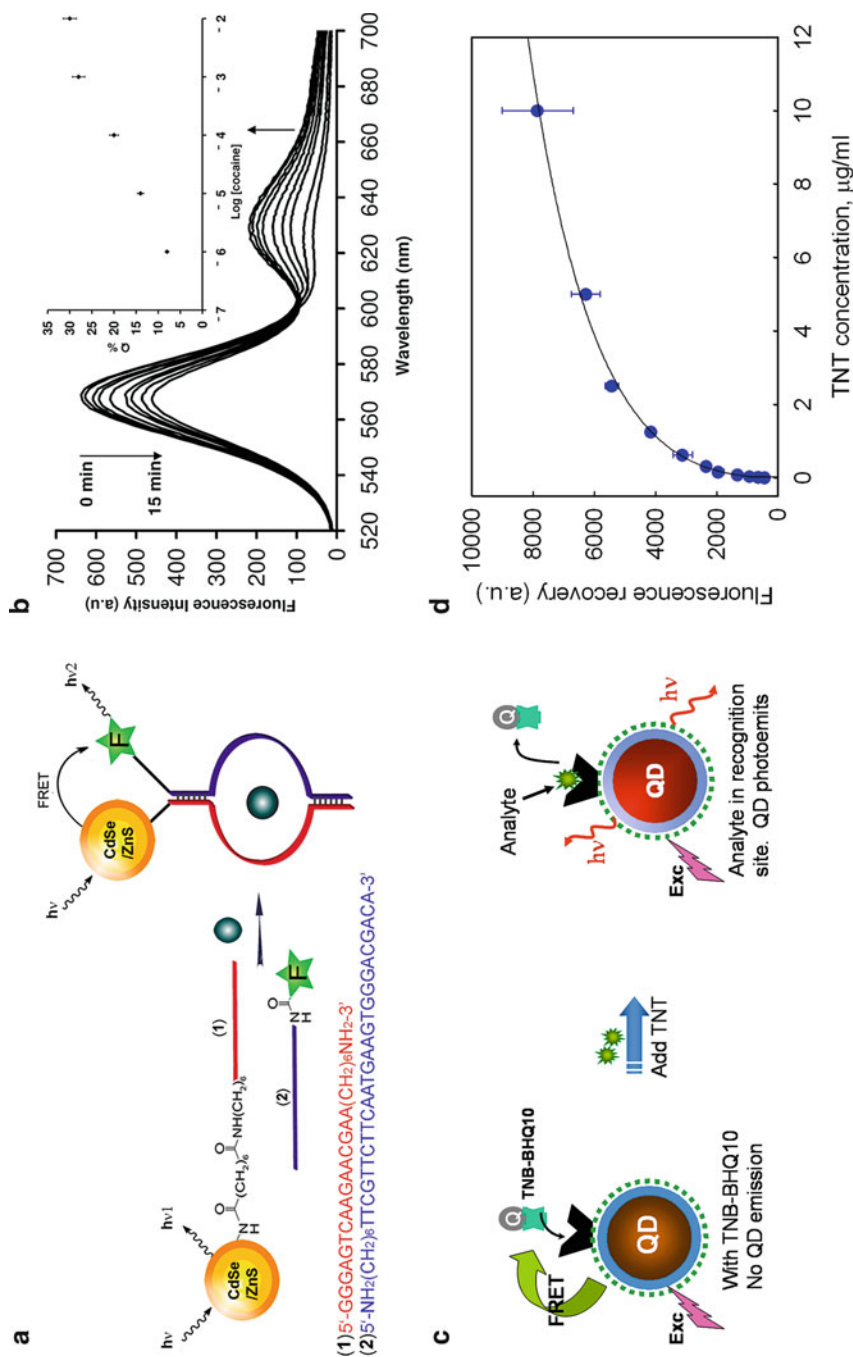 a
hν
CdSe
/ZnS
hν1
N
H
O
(CH2)6
O
NH(CH2)6
(1)
(2)
O
N
H
F
hν
CdSe
/ZnS
FRET
F
hν2
(1)5'-GGGAGTCAAGAACGAA(CH2)6NH2-3'
(2)5'-NH2(CH2)6TTCGTTCTTCAATGAAGTGGGACGACA-3'
b
Fluorescence Intensity (a.u)
700
600
500
400
300
200
100
0
520
540
560
580
600
620
640
660
680
700
Wavelength (nm)
0 min
15 min
Q %
35
30
25
20
15
10
5
0
- 7
- 6
- 5
- 4
- 3
- 2
Log [cocaine]
c
FRET
Q
TNB-BHQ10
QD
Exc
With TNB-BHQ10
No QD emission
Add TNT
Analyte
Q
hν
QD
hν
Exc
Analyte in recognition
site. QD photoemits
d
Fluorescence recovery (a.u.)
10000
8000
6000
4000
2000
0
0
2
4
6
8
10
12
TNT concentration, µg/ml